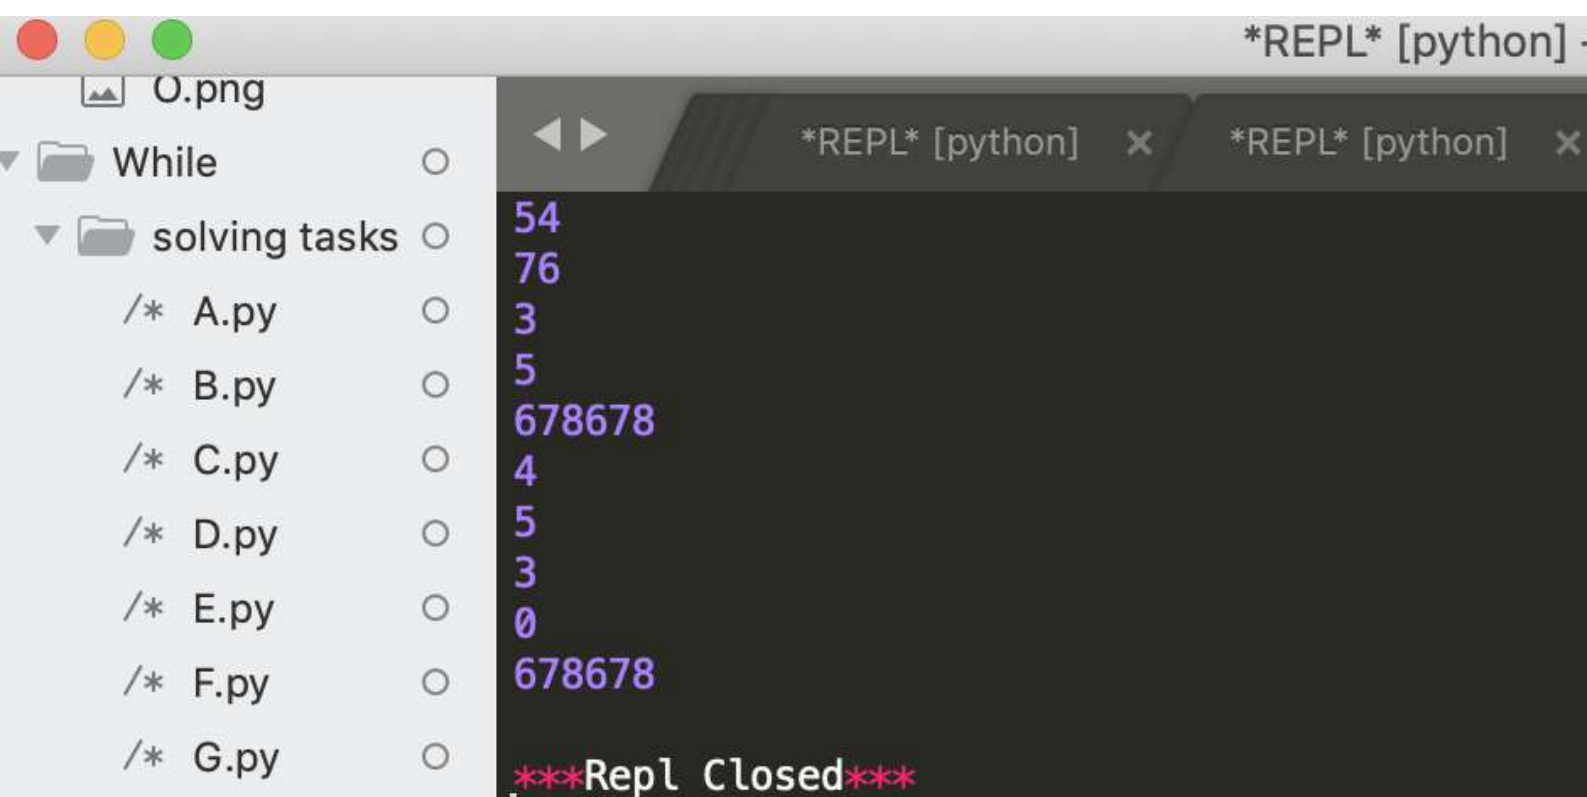 *REPL* [python] -
O.png
While
solving tasks
/* A.py
/* B.py
/* C.py
/* D.py
/* E.py
/* F.py
/* G.py
*REPL* [python] × *REPL* [python] ×
54
76
3
5
678678
4
5
3
0
678678
***Repl Closed***